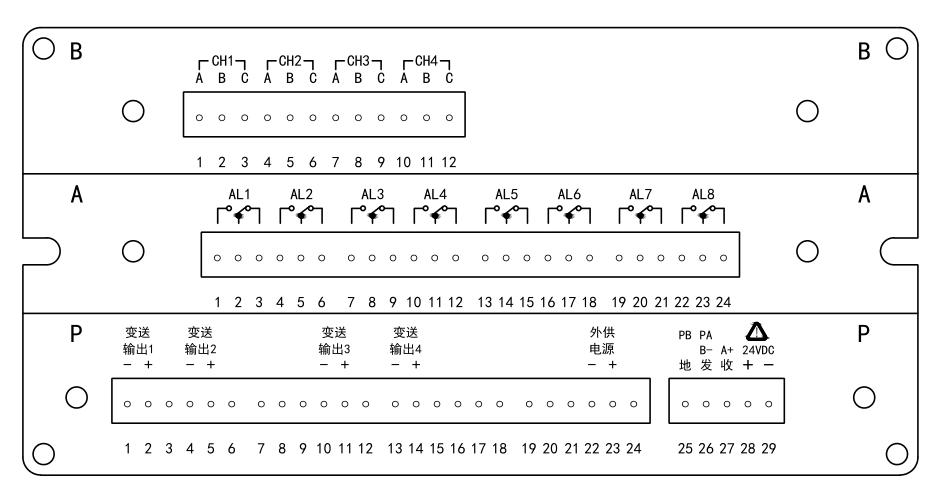 B B
CH1 CH2 CH3 CH4
A B C A B C A B C A B C
1 2 3 4 5 6 7 8 9 10 11 12
A A
AL1 AL2 AL3 AL4 AL5 AL6 AL7 AL8
1 2 3 4 5 6 7 8 9 10 11 12 13 14 15 16 17 18 19 20 21 22 23 24
P P
变送 变送 变送 变送 外供 PB PA
输出1 输出2 输出3 输出4 电源 B- A+ 24VDC
- + - + - + - + - + 地 发 收 + -
1 2 3 4 5 6 7 8 9 10 11 12 13 14 15 16 17 18 19 20 21 22 23 24 25 26 27 28 29